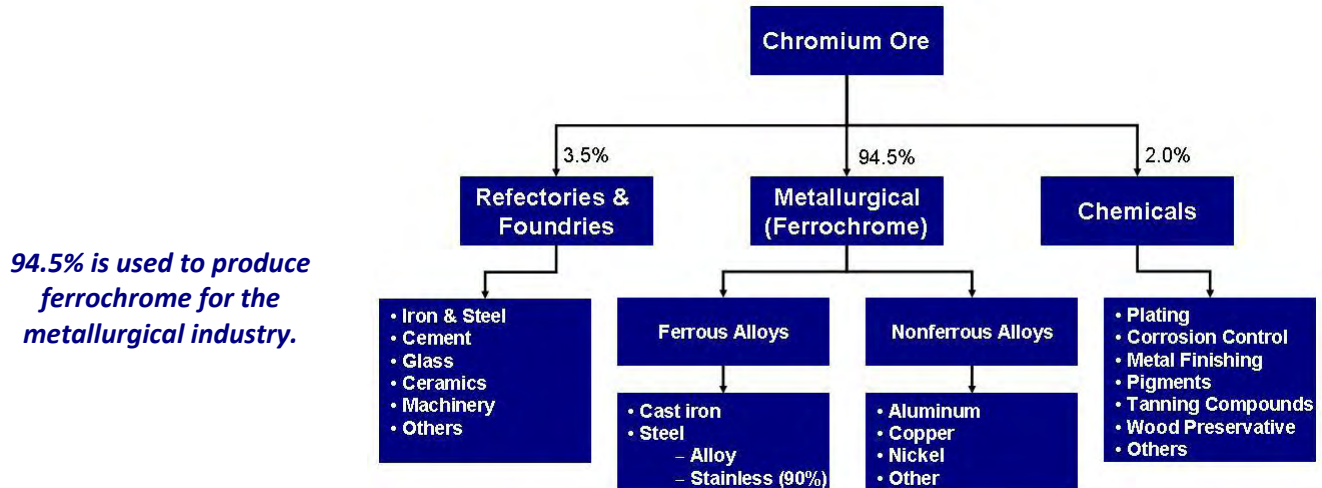 Chromium Ore
3.5%
94.5%
2.0%
Refectories &
Foundries
Metallurgical
(Ferrochrome)
Chemicals
94.5% is used to produce
ferrochrome for the
metallurgical industry.
• Iron & Steel
• Cement
• Glass
• Ceramics
• Machinery
• Others
Ferrous Alloys
Nonferrous Alloys
• Plating
• Corrosion Control
• Metal Finishing
• Pigments
• Tanning Compounds
• Wood Preservative
• Others
• Cast iron
• Steel
– Alloy
– Stainless (90%)
• Aluminum
• Copper
• Nickel
• Other